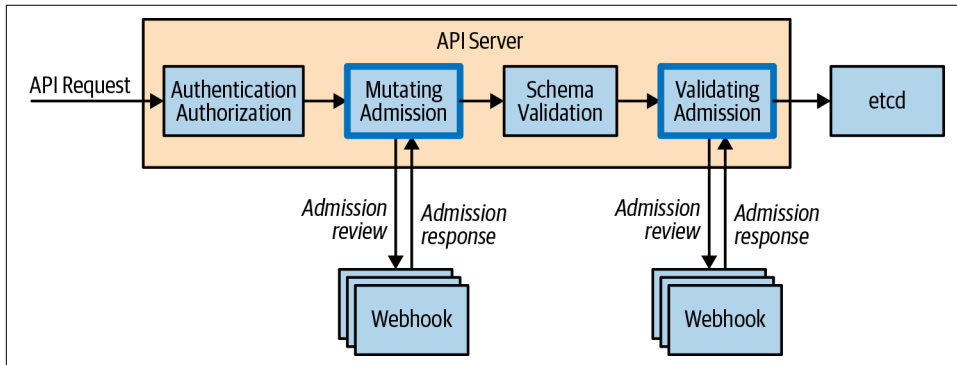 API Server
API Request
Authentication
Authorization
Mutating
Admission
Schema
Validation
Validating
Admission
etcd
Admission
review
Admission
response
Admission
review
Admission
response
Webhook
Webhook